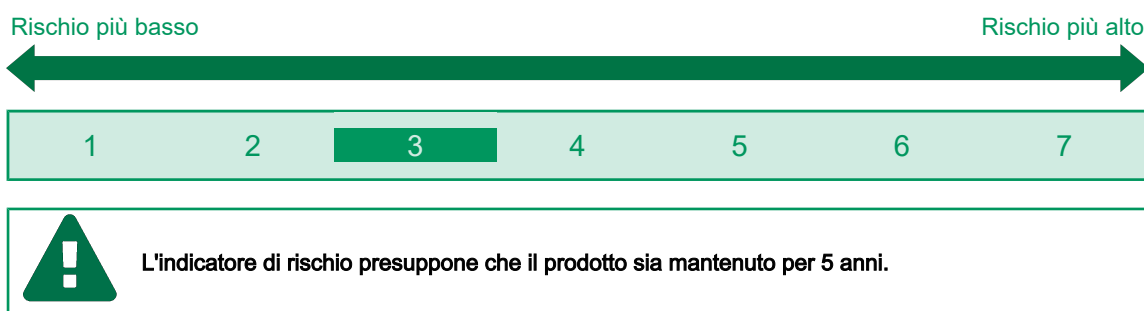 Rischio più basso Rischio più alto
1 2 3 4 5 6 7
L'indicatore di rischio presuppone che il prodotto sia mantenuto per 5 anni.